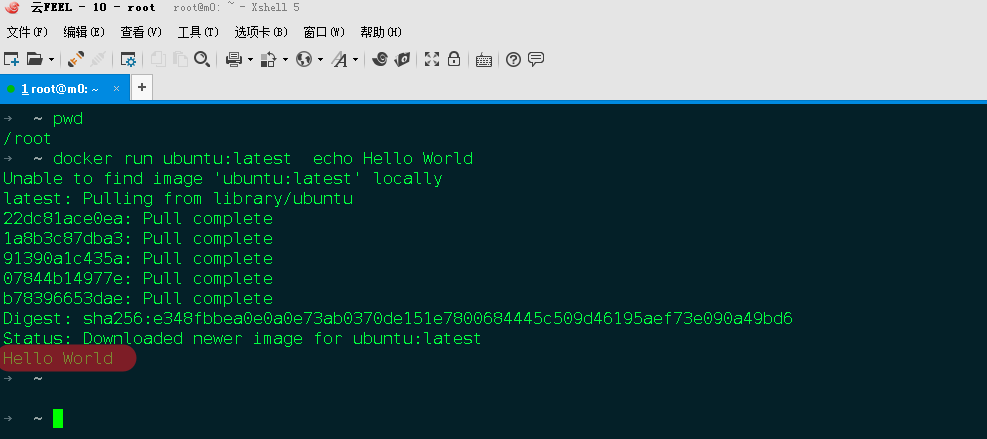 云FEEL - 10 - root root@m0: ~ - Xshell 5
文件(F) 编辑(E) 查看(V) 工具(T) 选项卡(B) 窗口(W) 帮助(H)
1 root@m0: ~ × +
→ ~ pwd
/root
→ ~ docker run ubuntu:latest  echo Hello World
Unable to find image 'ubuntu:latest' locally
latest: Pulling from library/ubuntu
22dc81ace0ea: Pull complete
1a8b3c87dba3: Pull complete
91390a1c435a: Pull complete
07844b14977e: Pull complete
b78396653dae: Pull complete
Digest: sha256:e348fbbea0e0a0e73ab0370de151e7800684445c509d46195aef73e090a49bd6
Status: Downloaded newer image for ubuntu:latest
Hello World
→ ~
→ ~